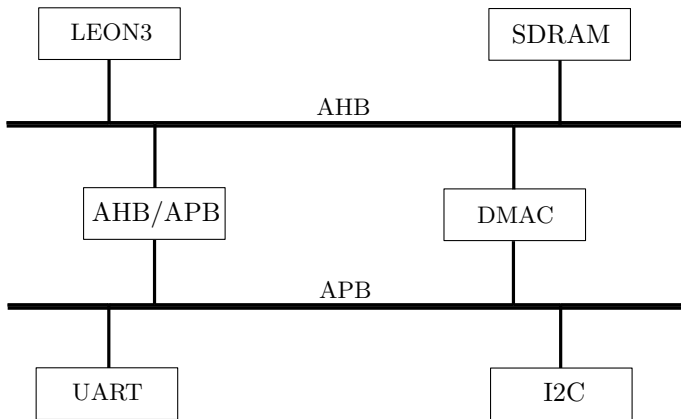 LEON3
SDRAM
AHB
AHB/APB
DMAC
APB
UART
I2C